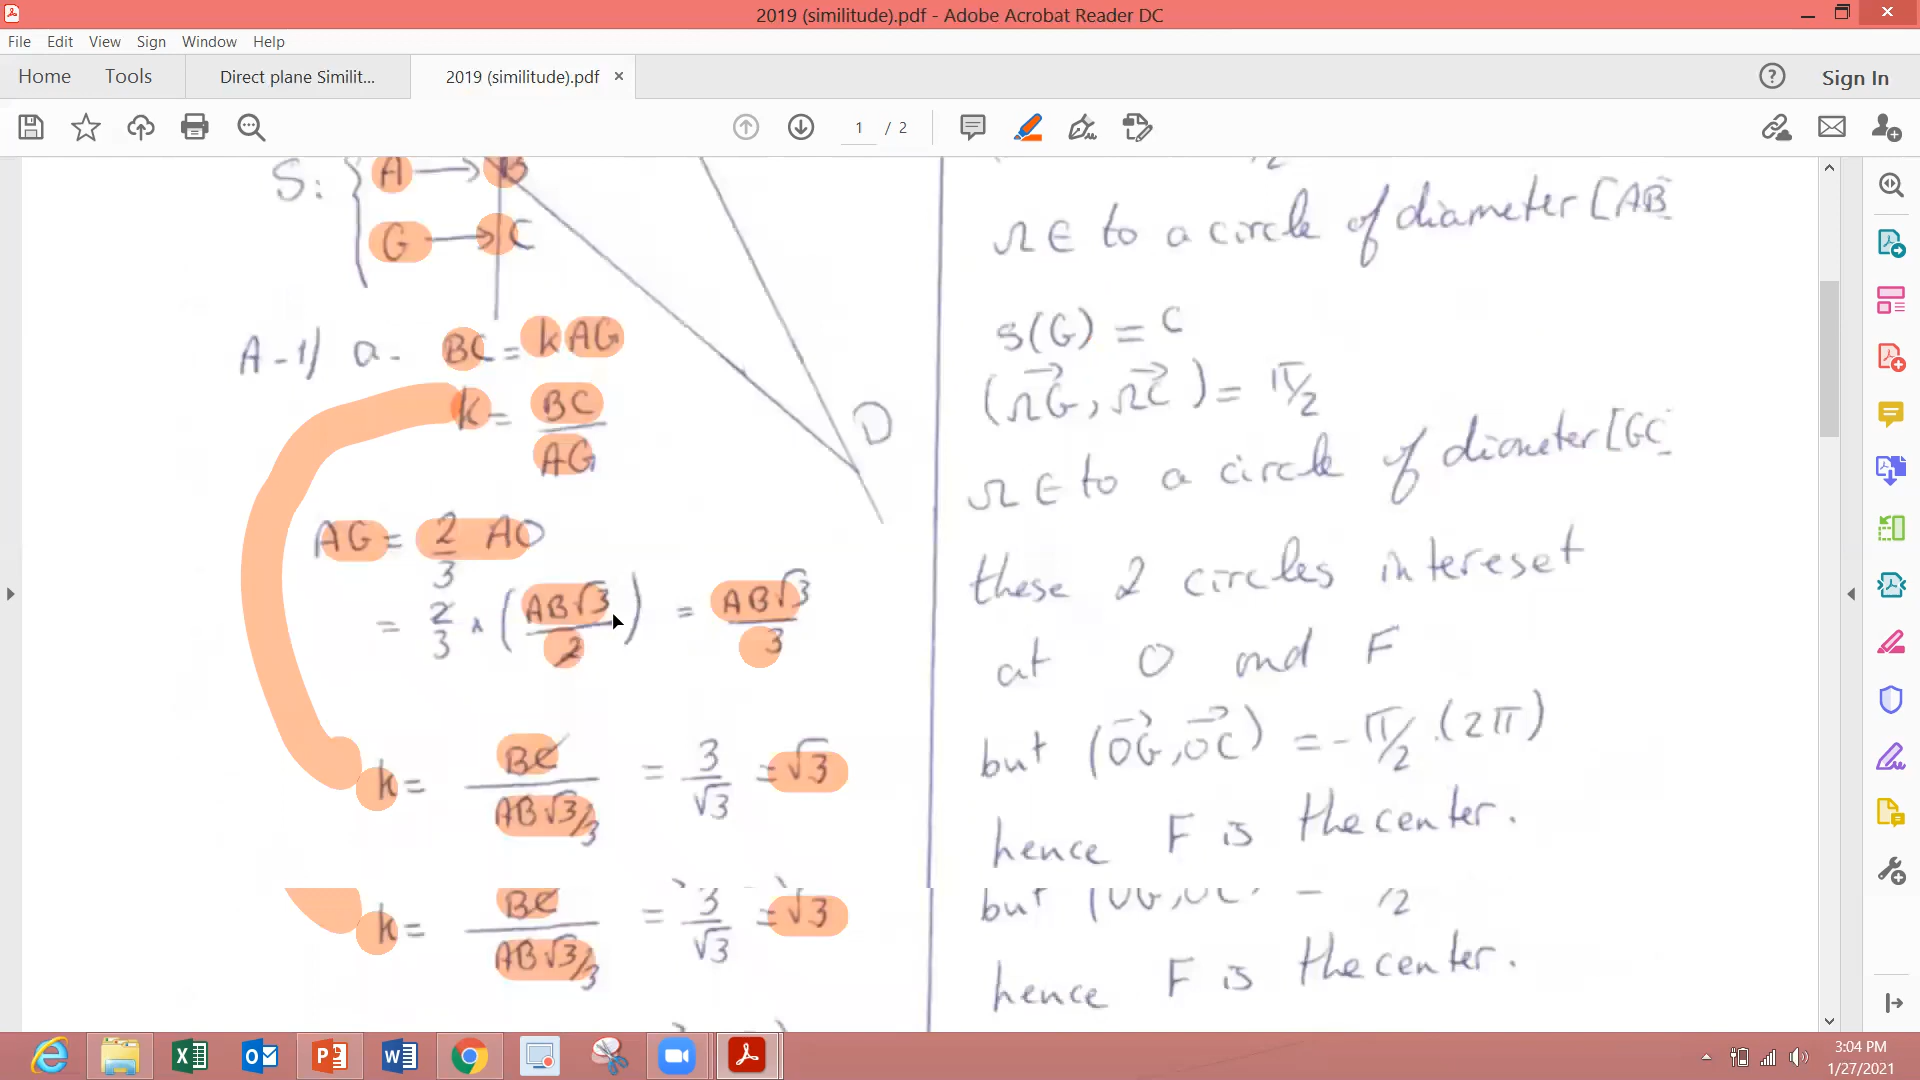 2019 (similitude).pdf - Adobe Acrobat Reader DC
File Edit View Sign Window Help
Home Tools Direct plane Similit... 2019 (similitude).pdf × Sign In
1 / 2
S: { A → B
G → C
A-1) a- BC = k AG
k = BC / AG
D
AG = 2/3 AO
= 2/3 × (AB√3 / 2) = AB√3 / 3
k = BC / AB√3/3 = 3/√3 = √3
k = BC / AB√3/3 = 3/√3 = √3
Ω ∈ to a circle of diameter [AB]
s(G) = C
(ΩG, ΩC) = π/2
Ω ∈ to a circle of diameter [GC]
these 2 circles intereset
at O and F
but (OG, OC) = -π/2 (2π)
hence F is the center.
hence F is the center.
3:04 PM
1/27/2021